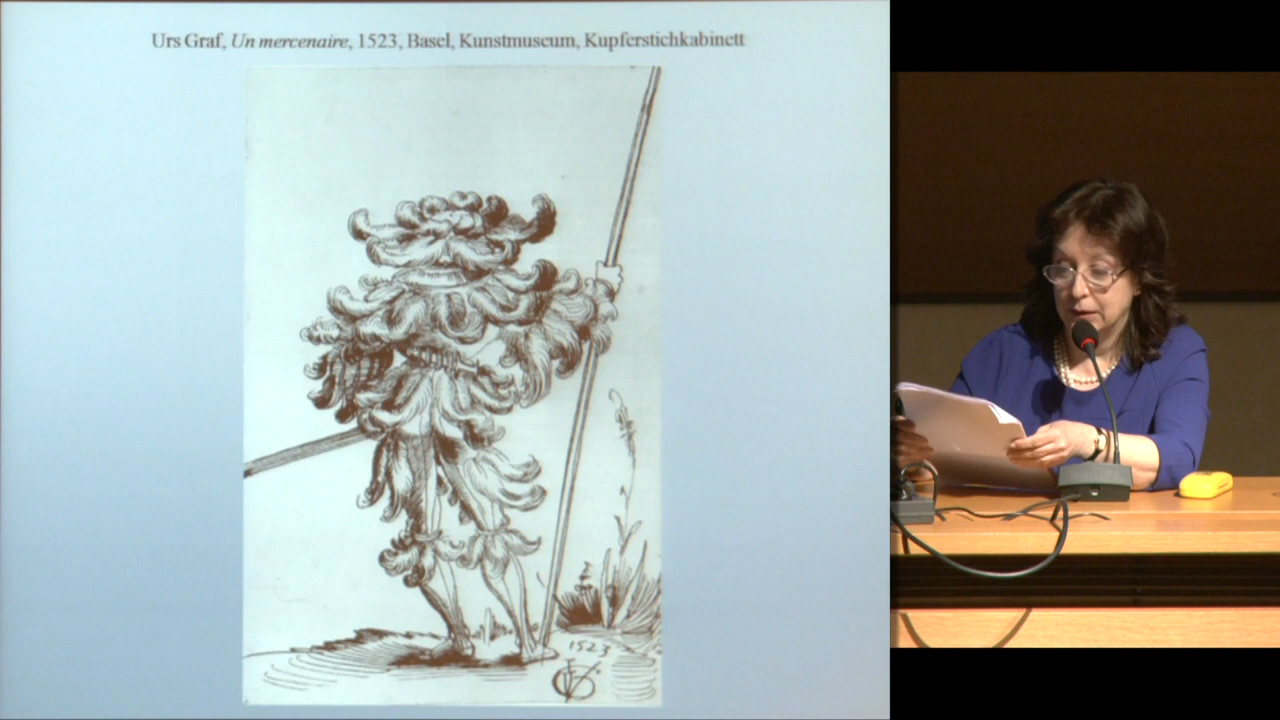 Urs Graf, Un mercenaire, 1523, Basel, Kunstmuseum, Kupferstichkabinett
1523